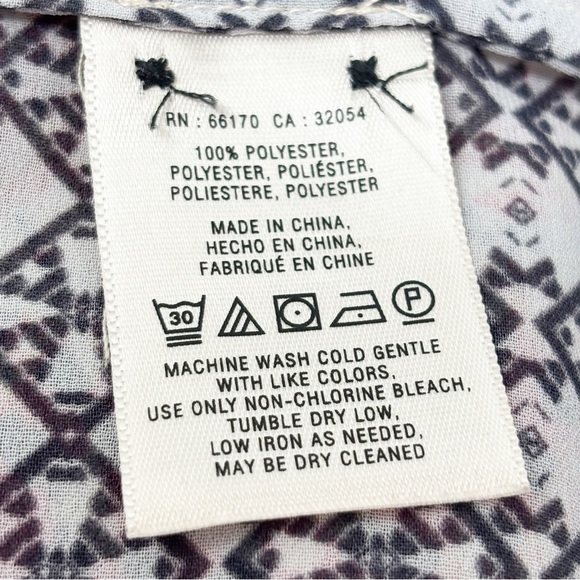 RN : 66170 CA : 32054
100% POLYESTER,
POLYESTER, POLIÉSTER,
POLIESTERE, POLYESTER
MADE IN CHINA,
HECHO EN CHINA,
FABRIQUÉ EN CHINE
30 P
MACHINE WASH COLD GENTLE
WITH LIKE COLORS,
USE ONLY NON-CHLORINE BLEACH,
TUMBLE DRY LOW,
LOW IRON AS NEEDED,
MAY BE DRY CLEANED